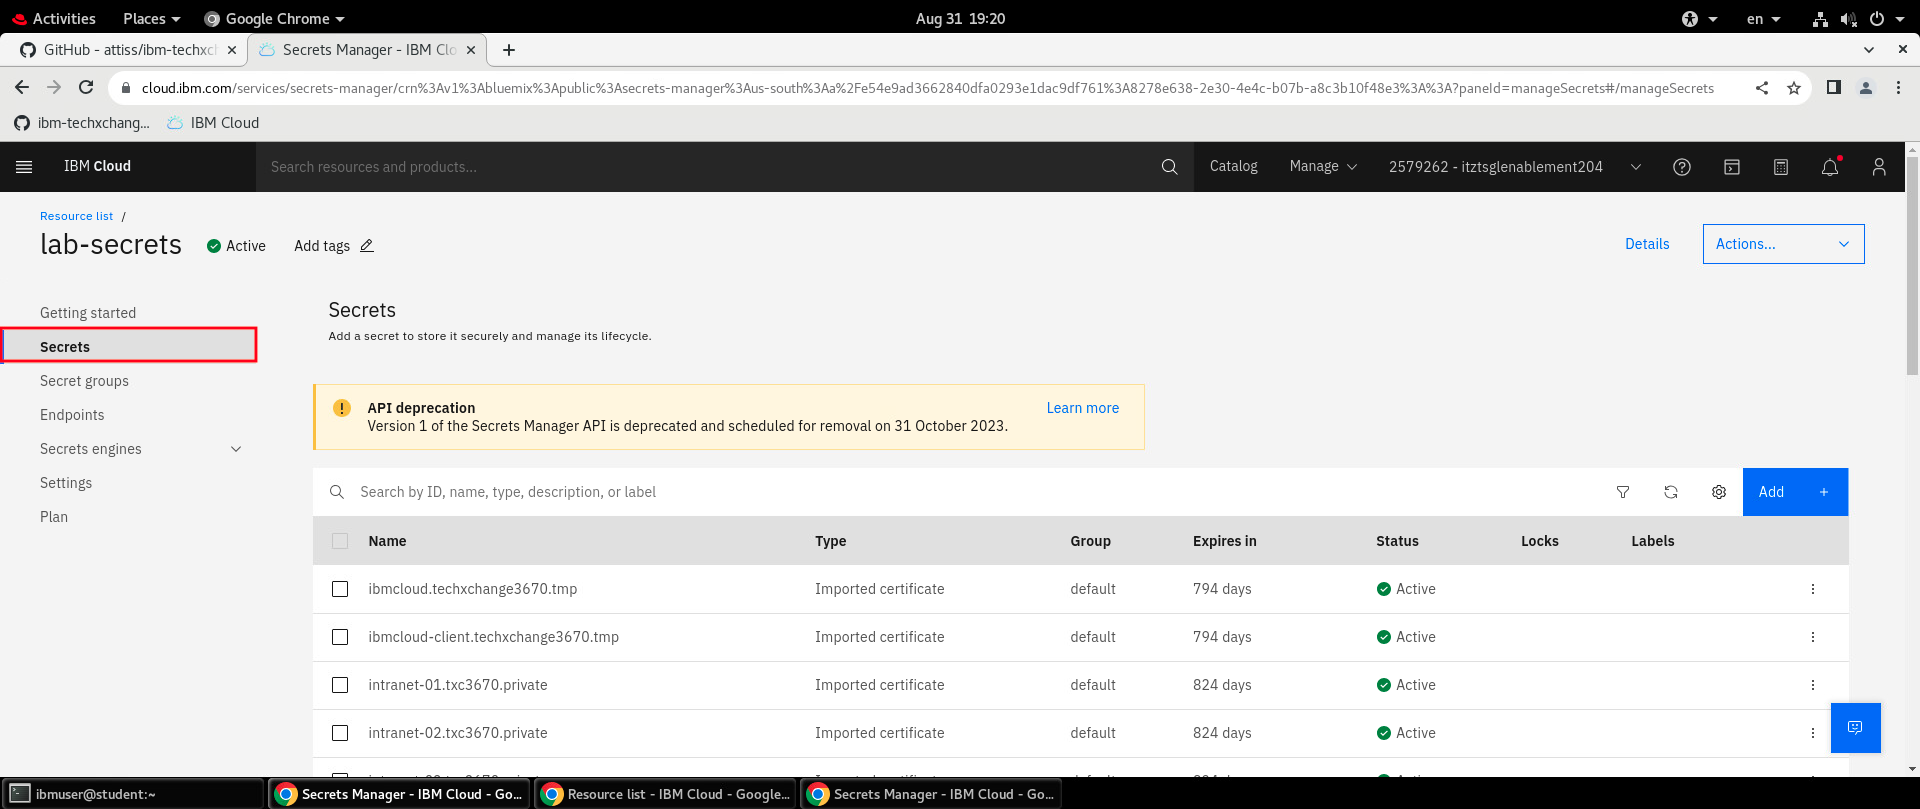 Activities Places Google Chrome Aug 31 19:20 en
GitHub - attiss/ibm-techxch Secrets Manager - IBM Clo
cloud.ibm.com/services/secrets-manager/crn%3Av1%3Abluemix%3Apublic%3Asecrets-manager%3Aus-south%3Aa%2Fe54e9ad3662840dfa0293e1dac9df761%3A8278e638-2e30-4e4c-b07b-a8c3b10f48e3%3A%3A?paneId=manageSecrets#/manageSecrets
ibm-techxchang... IBM Cloud
IBM Cloud Search resources and products... Catalog Manage 2579262 - itztsglenablement204
Resource list /
lab-secrets Active Add tags Details Actions...
Getting started
Secrets
Secret groups
Endpoints
Secrets engines
Settings
Plan
Secrets
Add a secret to store it securely and manage its lifecycle.
API deprecation Learn more
Version 1 of the Secrets Manager API is deprecated and scheduled for removal on 31 October 2023.
Search by ID, name, type, description, or label Add +
Name Type Group Expires in Status Locks Labels
ibmcloud.techxchange3670.tmp Imported certificate default 794 days Active
ibmcloud-client.techxchange3670.tmp Imported certificate default 794 days Active
intranet-01.txc3670.private Imported certificate default 824 days Active
intranet-02.txc3670.private Imported certificate default 824 days Active
ibmuser@student:~ Secrets Manager - IBM Cloud - Go... Resource list - IBM Cloud - Google... Secrets Manager - IBM Cloud - Go...